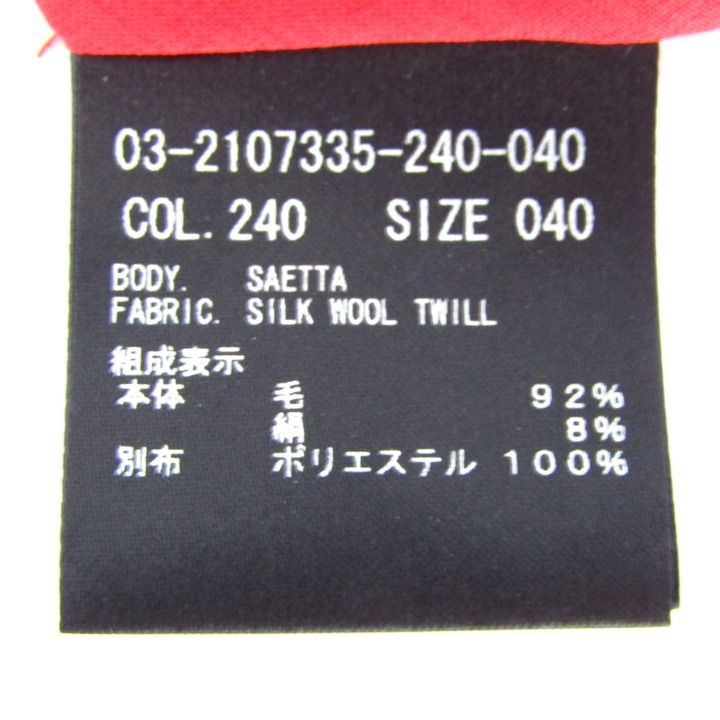 03-2107335-240-040
COL. 240 SIZE 040
BODY. SAETTA
FABRIC. SILK WOOL TWILL
組成表示
本体 毛 92%
絹 8%
別布 ポリエステル 100%